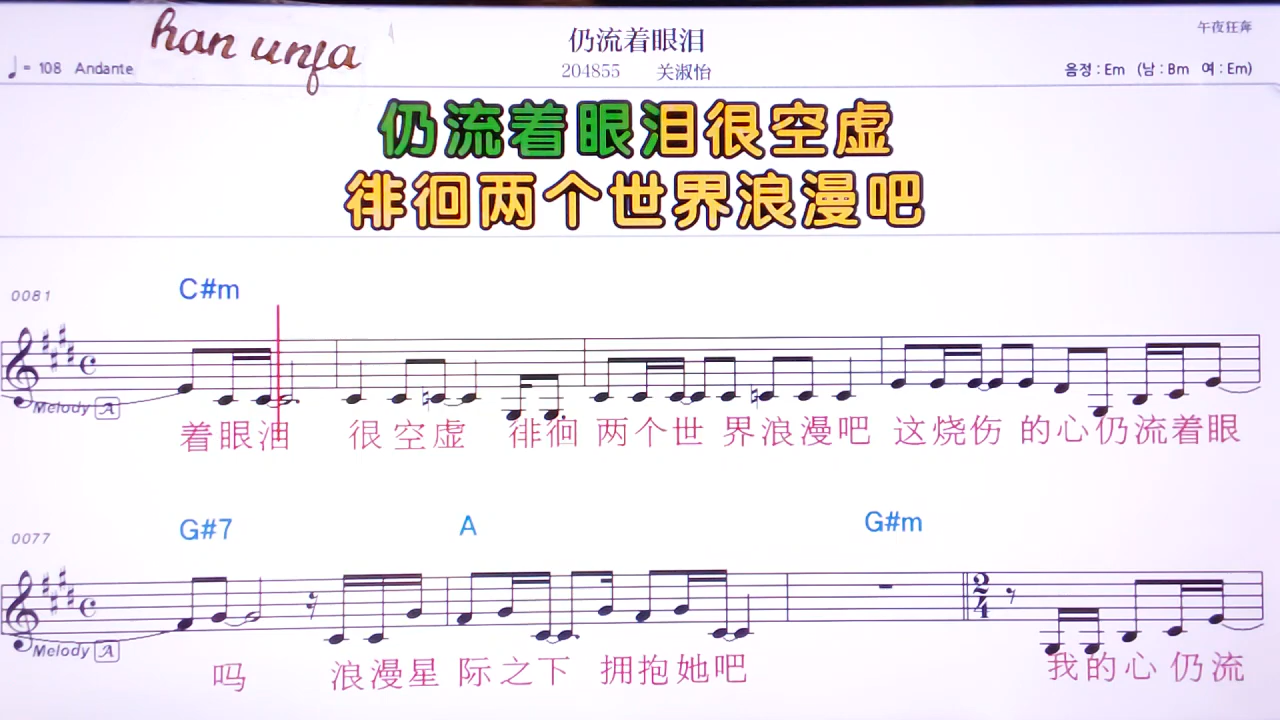 han unfa
仍流着眼泪
午夜狂奔
♩= 108 Andante
204855 关淑怡
음정 : Em (남 : Bm 여 : Em)
仍流着眼泪很空虚
徘徊两个世界浪漫吧
0081
C#m
Melody A
着眼泪 很空虚 徘徊 两个世 界浪漫吧 这烧伤 的心仍流着眼
0077
G#7 A G#m
2/4
Melody A
吗 浪漫星 际之下 拥抱她吧 我的心 仍流